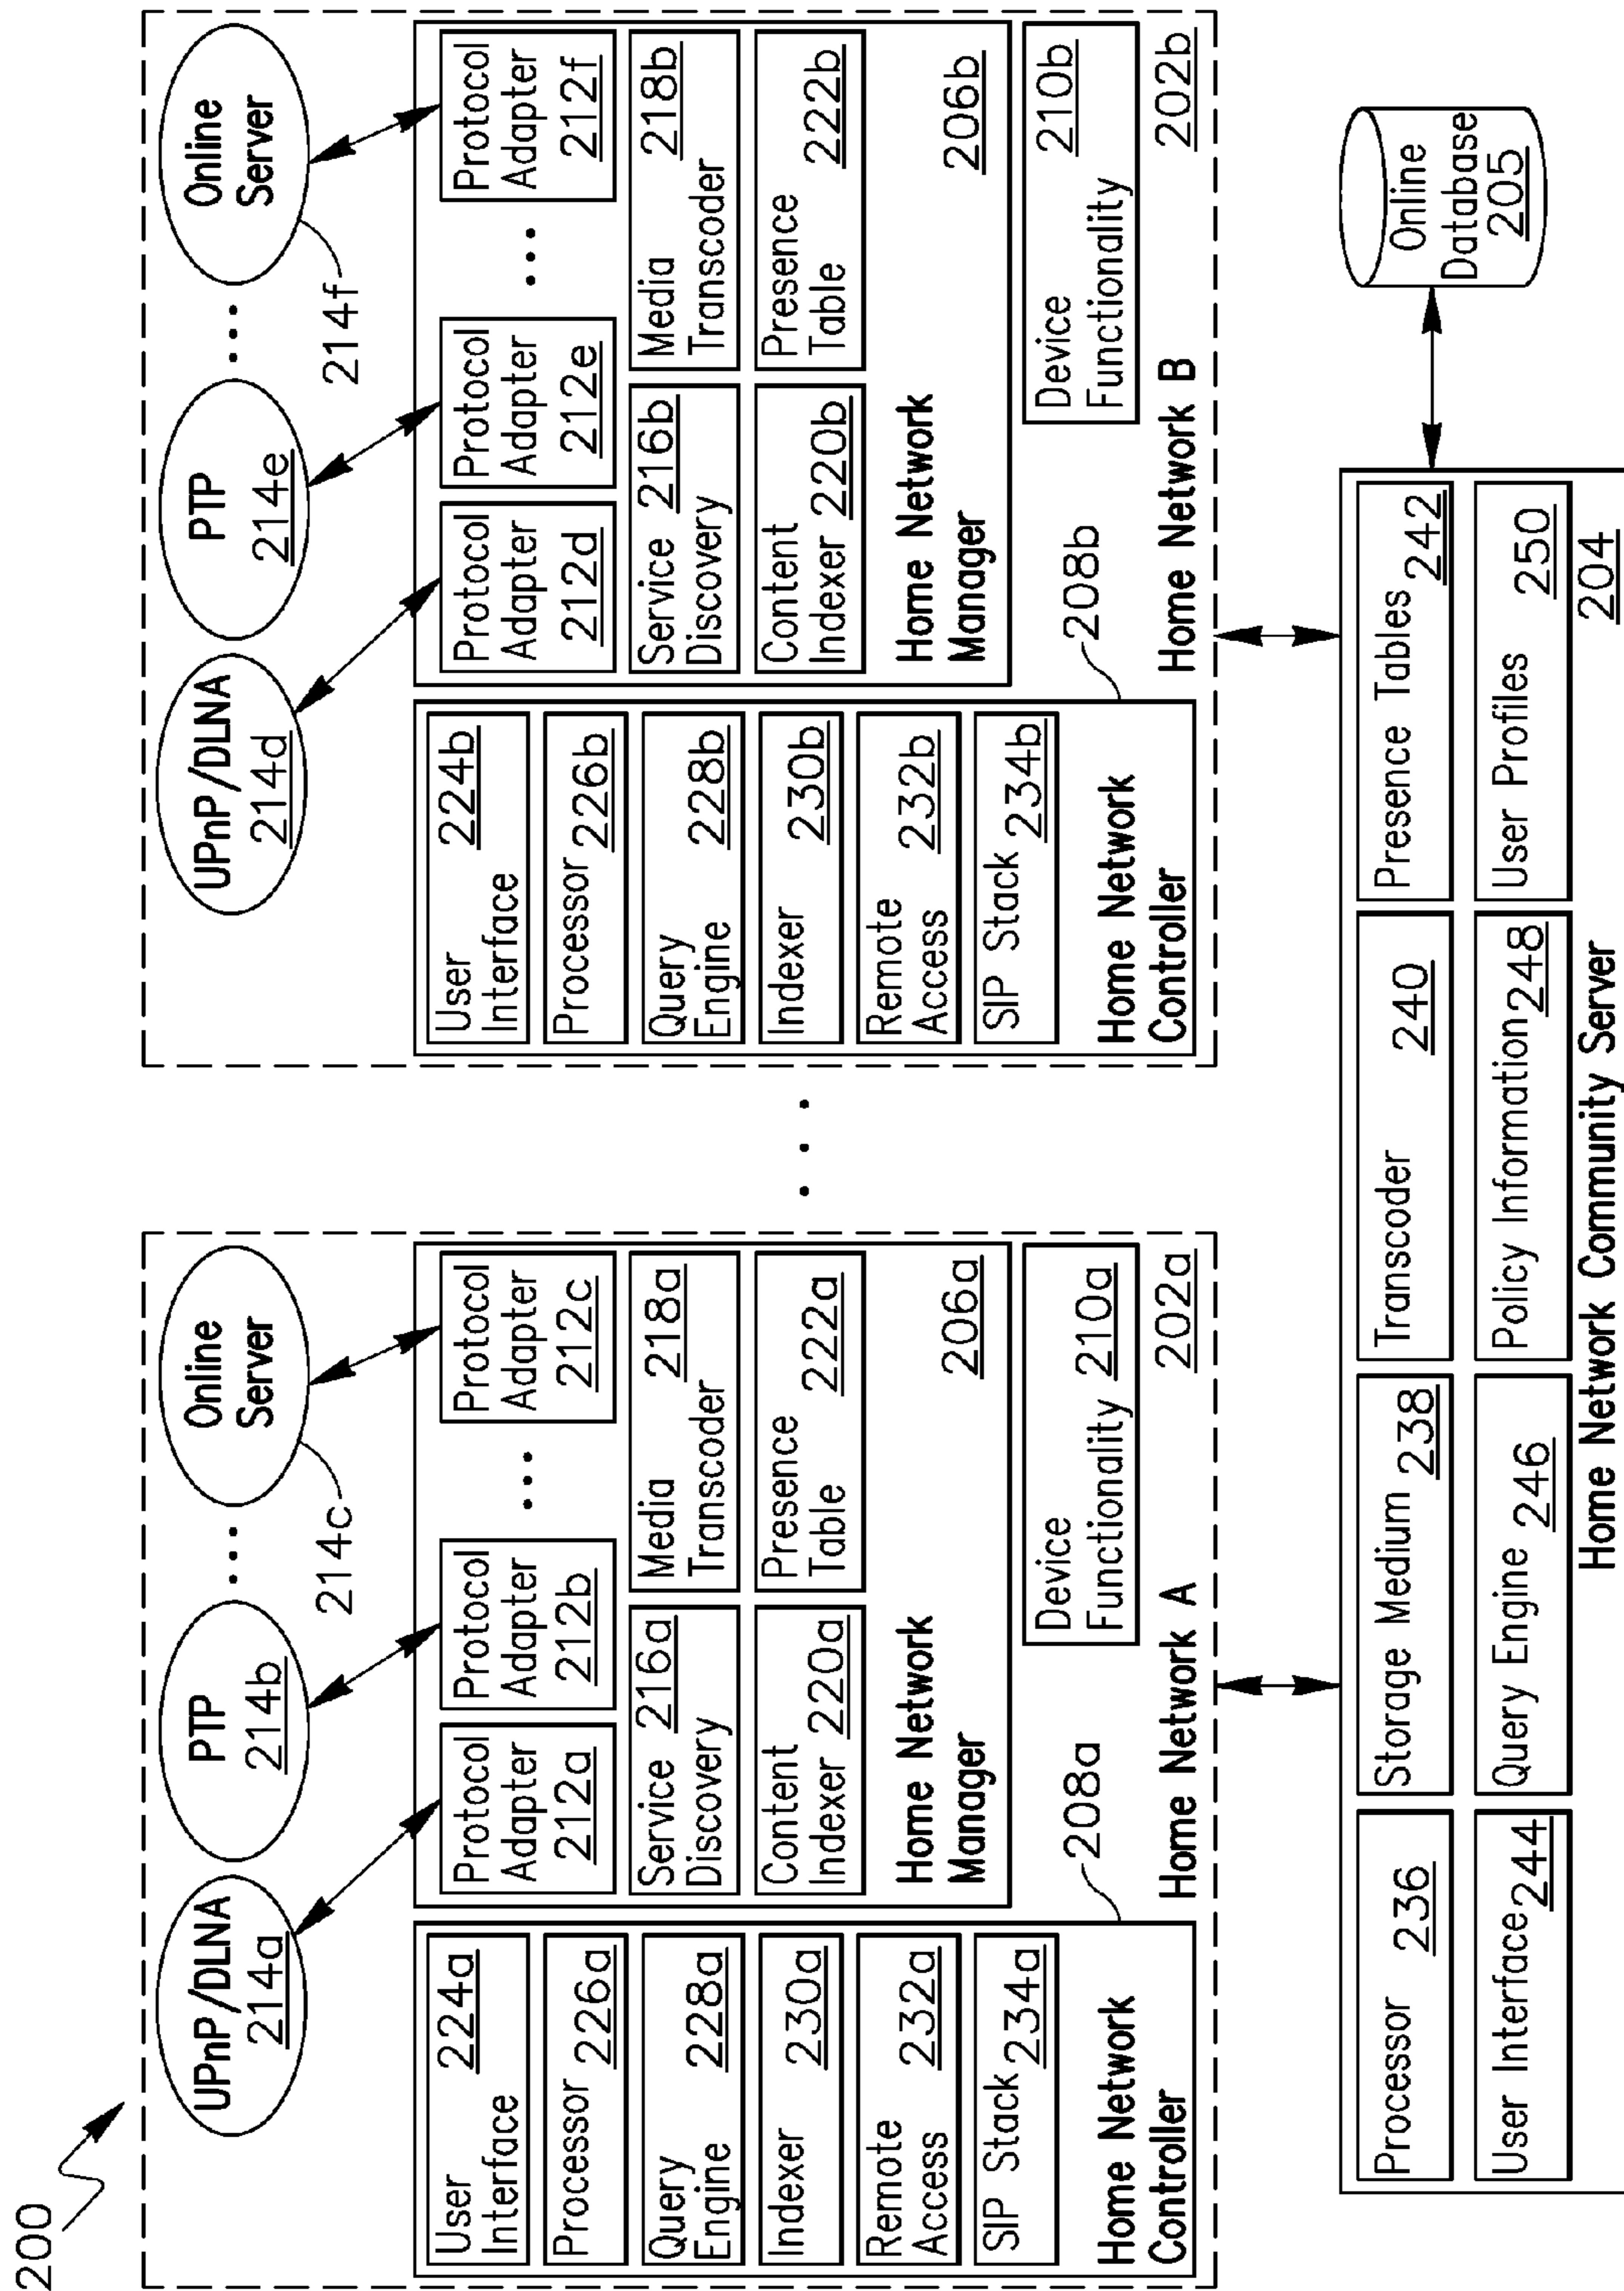 200
UPnP/DLNA
214a
PTP
214b
...
Online
Server
214c
Protocol
Adapter
212a
Protocol
Adapter
212b
...
Protocol
Adapter
212c
Service 216a
Discovery
Media 218a
Transcoder
Content
Indexer 220a
Presence
Table 222a
Home Network
Manager
206a
User 224a
Interface
Processor 226a
Query 228a
Engine
Indexer 230a
Remote
Access 232a
SIP Stack 234a
Home Network
Controller
208a
Device
Functionality 210a
Home Network A
202a
...
UPnP/DLNA
214d
PTP
214e
...
Online
Server
214f
Protocol
Adapter
212d
Protocol
Adapter
212e
...
Protocol
Adapter
212f
Service 216b
Discovery
Media 218b
Transcoder
Content
Indexer 220b
Presence
Table 222b
Home Network
Manager
206b
User 224b
Interface
Processor 226b
Query 228b
Engine
Indexer 230b
Remote
Access 232b
SIP Stack 234b
Home Network
Controller
208b
Device 210b
Functionality
Home Network B
202b
Processor 236
Storage Medium 238
Transcoder 240
Presence Tables 242
User Interface 244
Query Engine 246
Policy Information 248
User Profiles 250
Home Network Community Server
204
Online
Database
205